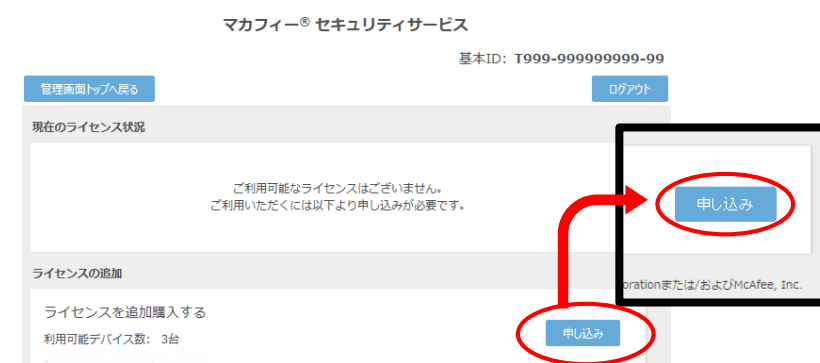 マカフィー® セキュリティサービス
基本ID: T999-999999999-99
管理画面トップへ戻る
ログアウト
現在のライセンス状況
ご利用可能なライセンスはございません。
ご利用いただくには以下より申し込みが必要です。
申し込み
orationまたは/およびMcAfee, Inc.
ライセンスの追加
ライセンスを追加購入する
利用可能デバイス数: 3台
申し込み